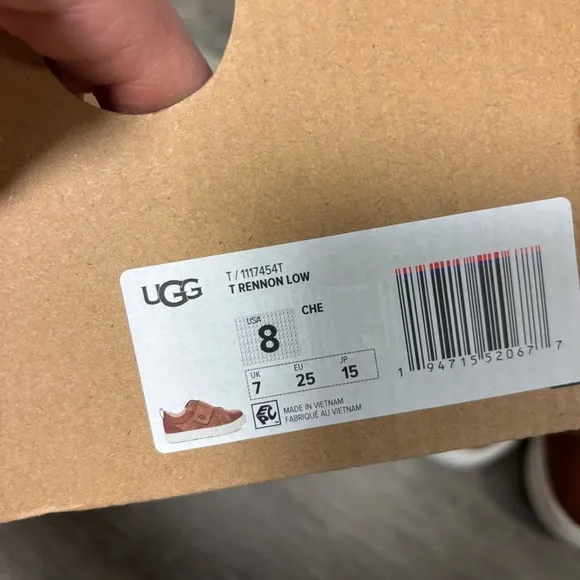 UGG
T / 1117454T
T RENNON LOW
USA
8
CHE
UK
7
EU
25
JP
15
EPC
MADE IN VIETNAM
FABRIQUÉ AU VIETNAM
1 94715 52067 7